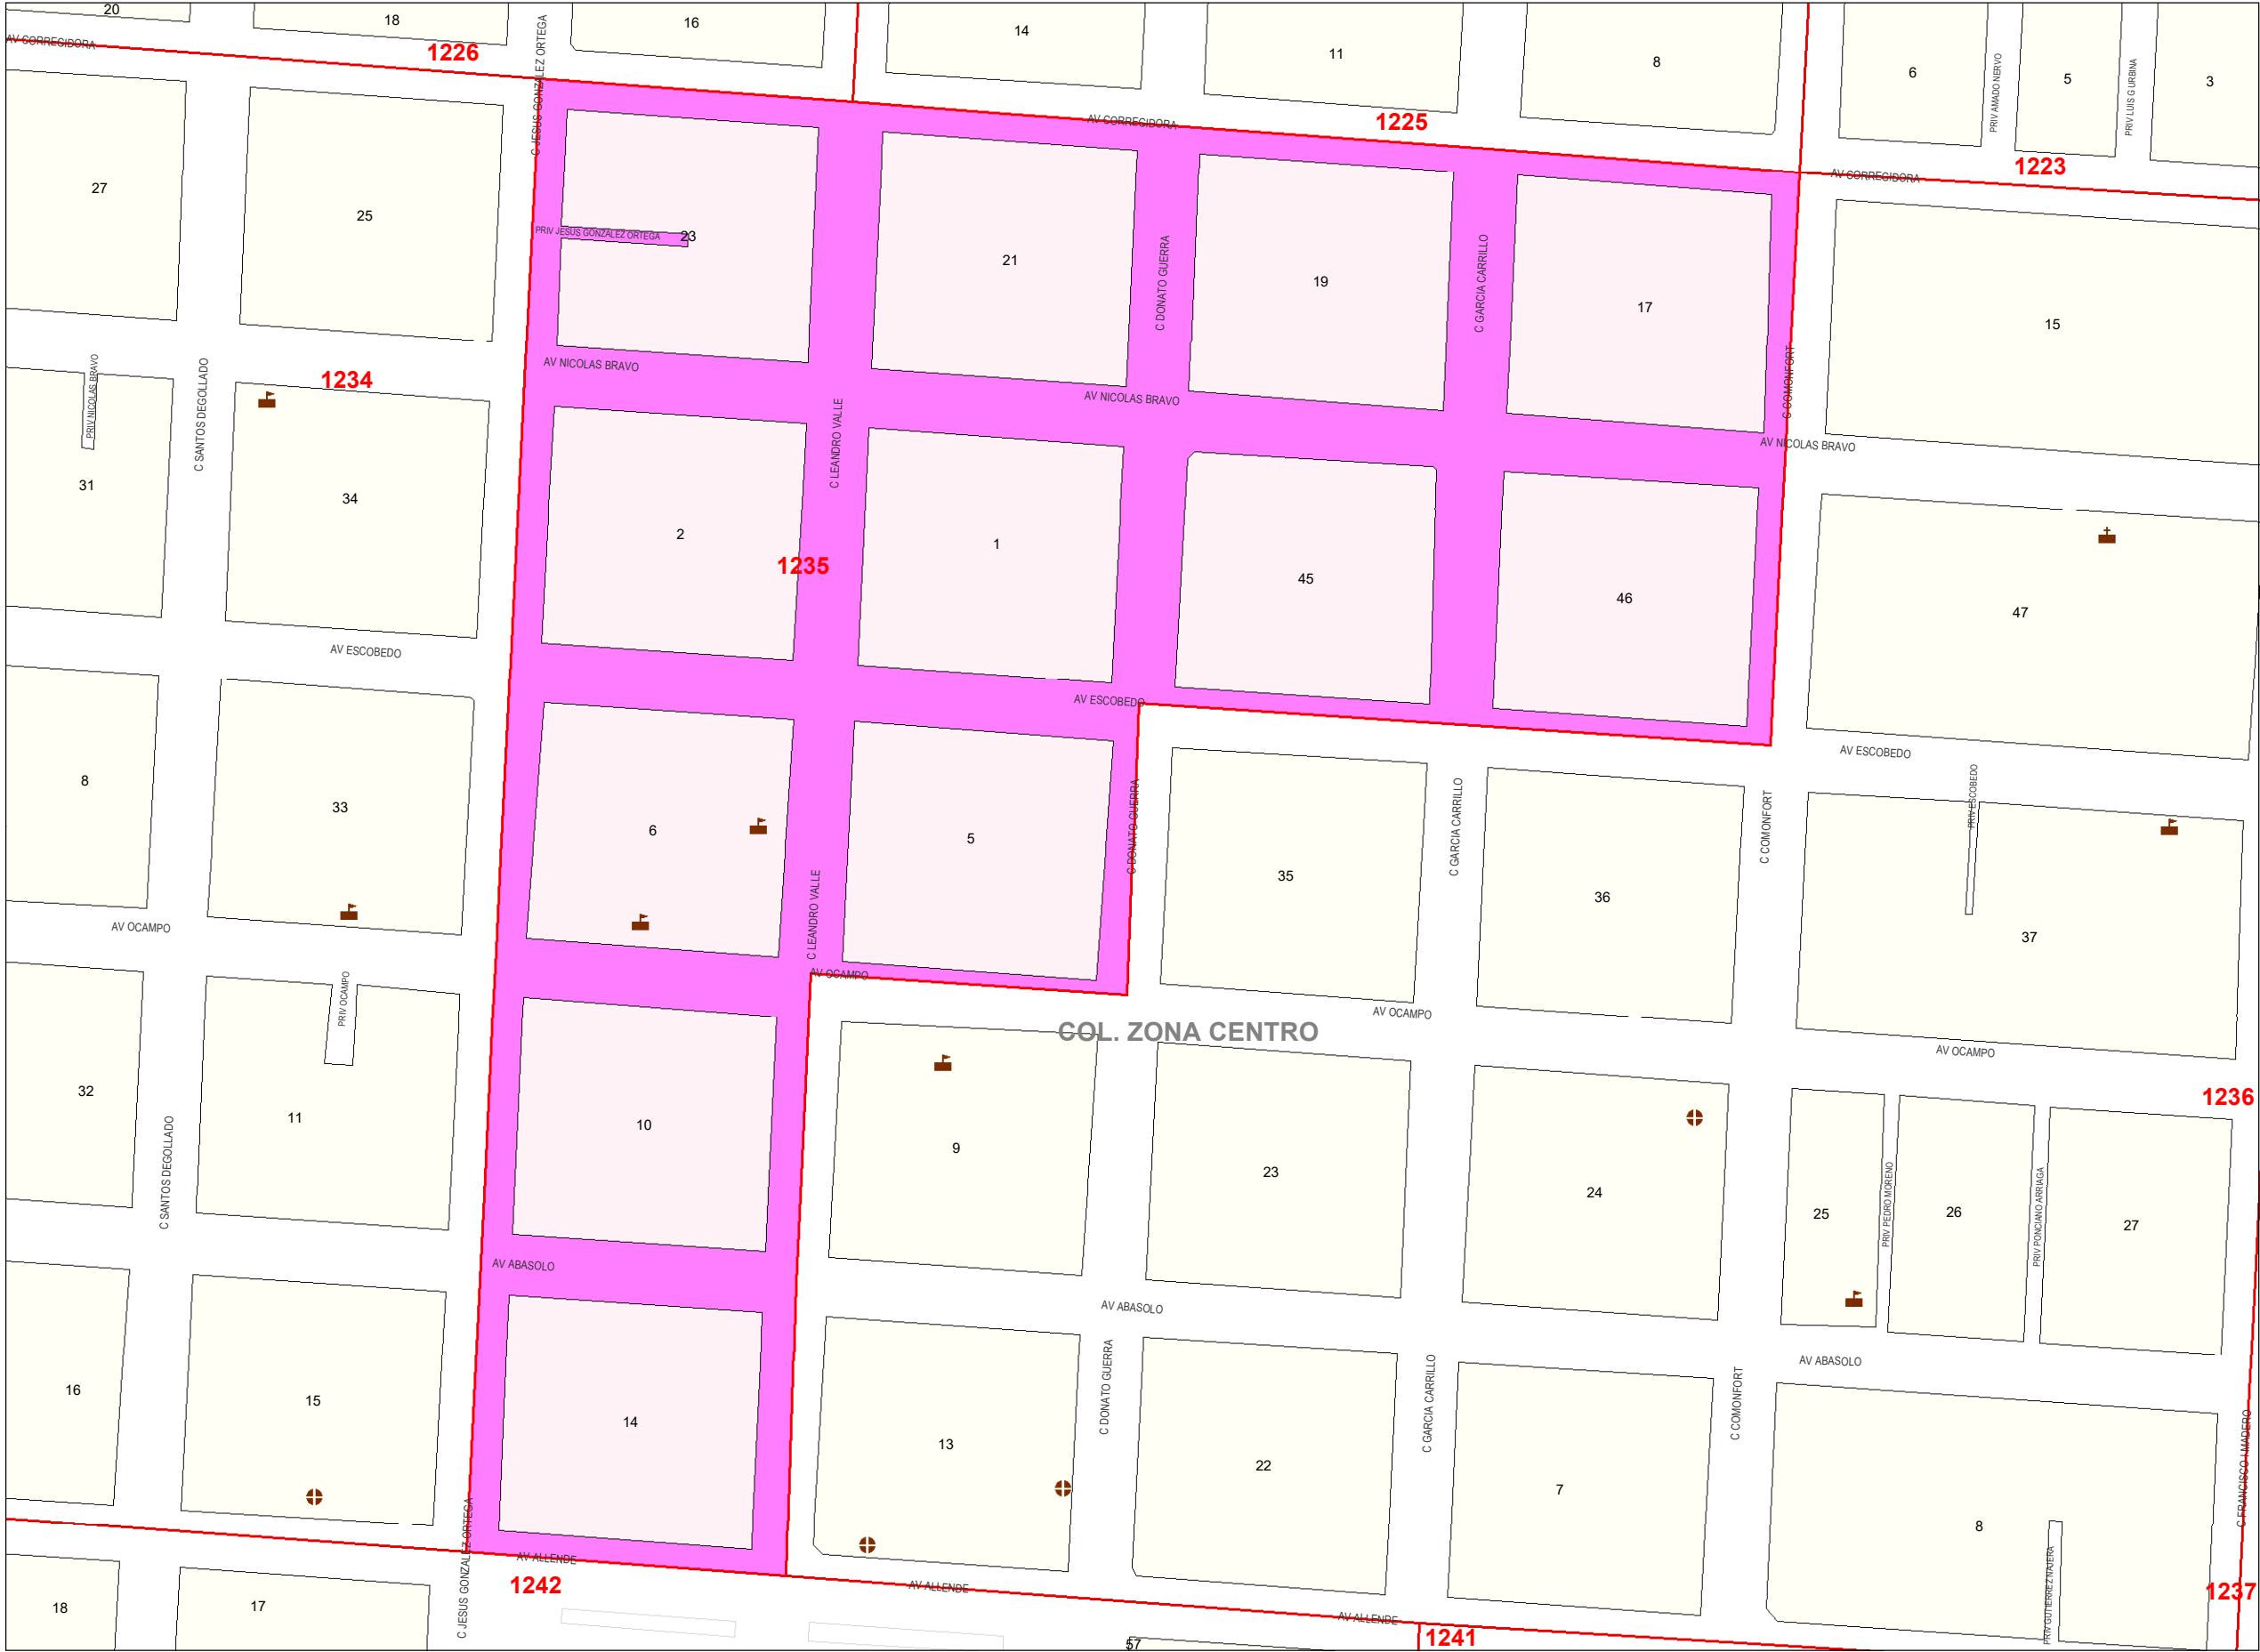 20
18
16
14
11
8
6
5
3
AV CORREGIDORA
1226
C JESUS GONZALEZ ORTEGA
PRIV AMADO NERVO
PRIV LUIS G URBINA
AV CORREGIDORA
1225
1223
AV CORREGIDORA
27
25
PRIV JESUS GONZALEZ ORTEGA
23
21
C DONATO GUERRA
19
C GARCIA CARRILLO
17
15
C COMONFORT
PRIV NICOLAS BRAVO
C SANTOS DEGOLLADO
1234
AV NICOLAS BRAVO
AV NICOLAS BRAVO
AV NICOLAS BRAVO
C LEANDRO VALLE
31
34
2
1235
1
45
46
47
AV ESCOBEDO
AV ESCOBEDO
AV ESCOBEDO
8
33
6
5
C DONATO GUERRA
35
C GARCIA CARRILLO
36
C COMONFORT
PRIV ESCOBEDO
37
C LEANDRO VALLE
AV OCAMPO
AV OCAMPO
AV OCAMPO
AV OCAMPO
PRIV OCAMPO
COL. ZONA CENTRO
32
11
10
9
23
24
25
PRIV PEDRO MORENO
26
PRIV PONCIANO ARRIAGA
27
1236
C SANTOS DEGOLLADO
AV ABASOLO
AV ABASOLO
AV ABASOLO
16
15
14
13
C DONATO GUERRA
22
C GARCIA CARRILLO
7
C COMONFORT
8
C FRANCISCO I MADERO
C JESUS GONZALEZ ORTEGA
AV ALLENDE
AV ALLENDE
AV ALLENDE
PRIV GUTIERREZ NAJERA
1242
1237
18
17
57
1241